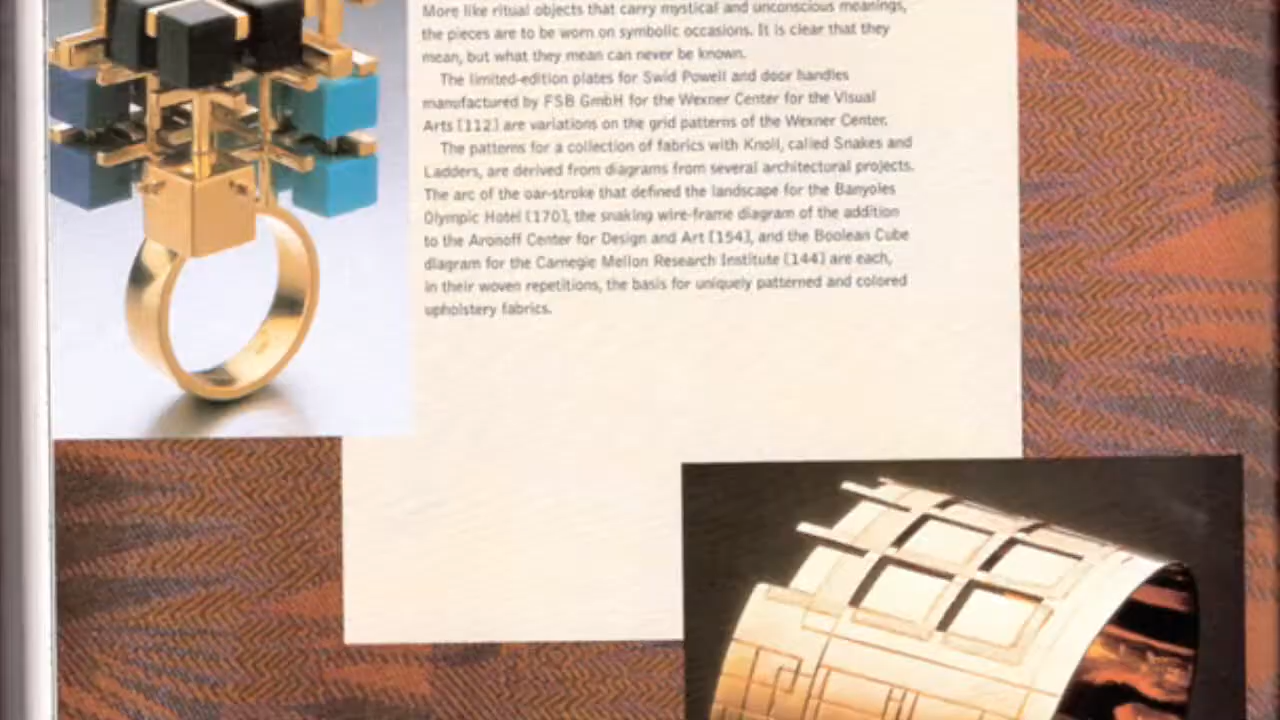 More like ritual objects that carry mystical and unconscious meanings,
the pieces are to be worn on symbolic occasions. It is clear that they
mean, but what they mean can never be known.
The limited-edition plates for Swid Powell and door handles
manufactured by FSB GmbH for the Wexner Center for the Visual
Arts [112] are variations on the grid patterns of the Wexner Center.
The patterns for a collection of fabrics with Knoll, called Snakes and
Ladders, are derived from diagrams from several architectural projects.
The arc of the oar-stroke that defined the landscape for the Banyoles
Olympic Hotel [170], the snaking wire-frame diagram of the addition
to the Aronoff Center for Design and Art [154], and the Boolean Cube
diagram for the Carnegie Mellon Research Institute [144] are each,
in their woven repetitions, the basis for uniquely patterned and colored
upholstery fabrics.